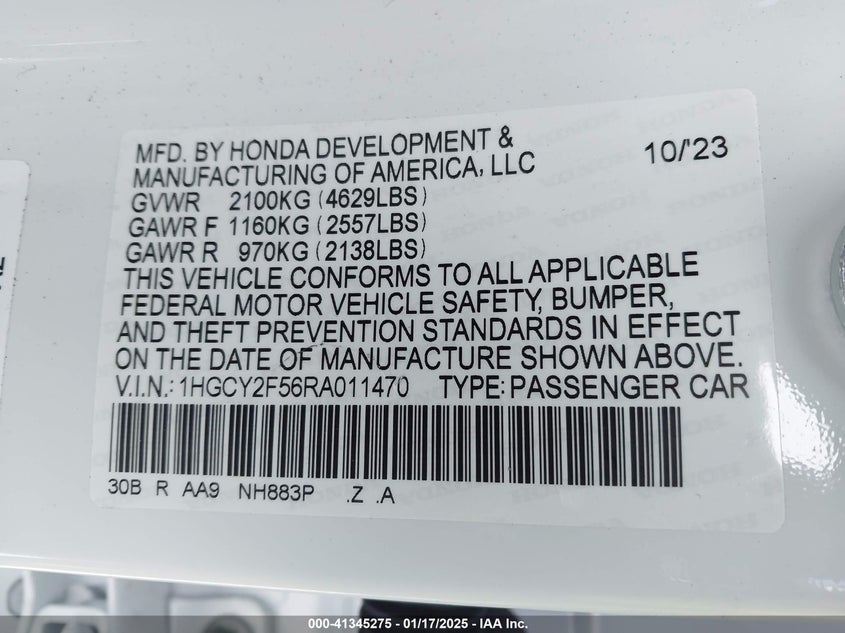 MFD. BY HONDA DEVELOPMENT & 10/'23
MANUFACTURING OF AMERICA, LLC
GVWR 2100KG (4629LBS)
GAWR F 1160KG (2557LBS)
GAWR R 970KG (2138LBS)
THIS VEHICLE CONFORMS TO ALL APPLICABLE
FEDERAL MOTOR VEHICLE SAFETY, BUMPER,
AND THEFT PREVENTION STANDARDS IN EFFECT
ON THE DATE OF MANUFACTURE SHOWN ABOVE.
V.I.N.: 1HGCY2F56RA011470 TYPE: PASSENGER CAR
30B R AA9 NH883P .Z .A
000-41345275 - 01/17/2025 - IAA Inc.